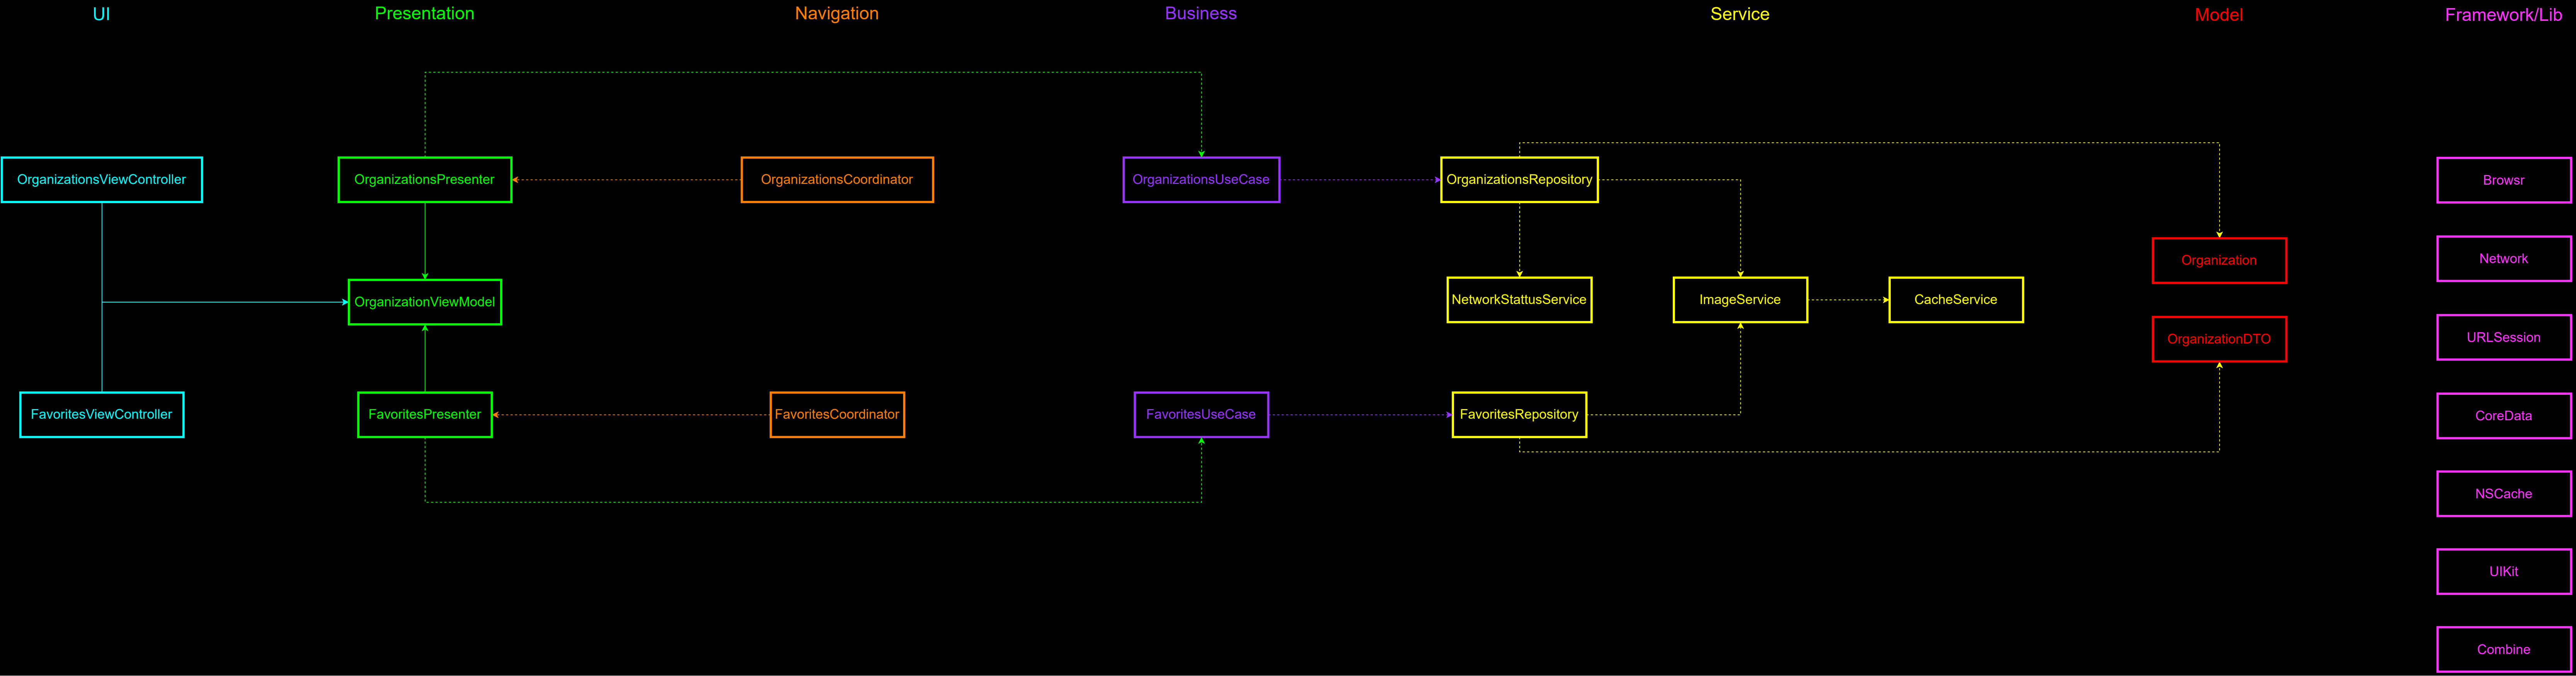 UI
Presentation
Navigation
Business
Service
Model
Framework/Lib
OrganizationsViewController
OrganizationsPresenter
OrganizationsCoordinator
OrganizationsUseCase
OrganizationsRepository
Browsr
Organization
Network
OrganizationViewModel
NetworkStattusService
ImageService
CacheService
OrganizationDTO
URLSession
FavoritesViewController
FavoritesPresenter
FavoritesCoordinator
FavoritesUseCase
FavoritesRepository
CoreData
NSCache
UIKit
Combine